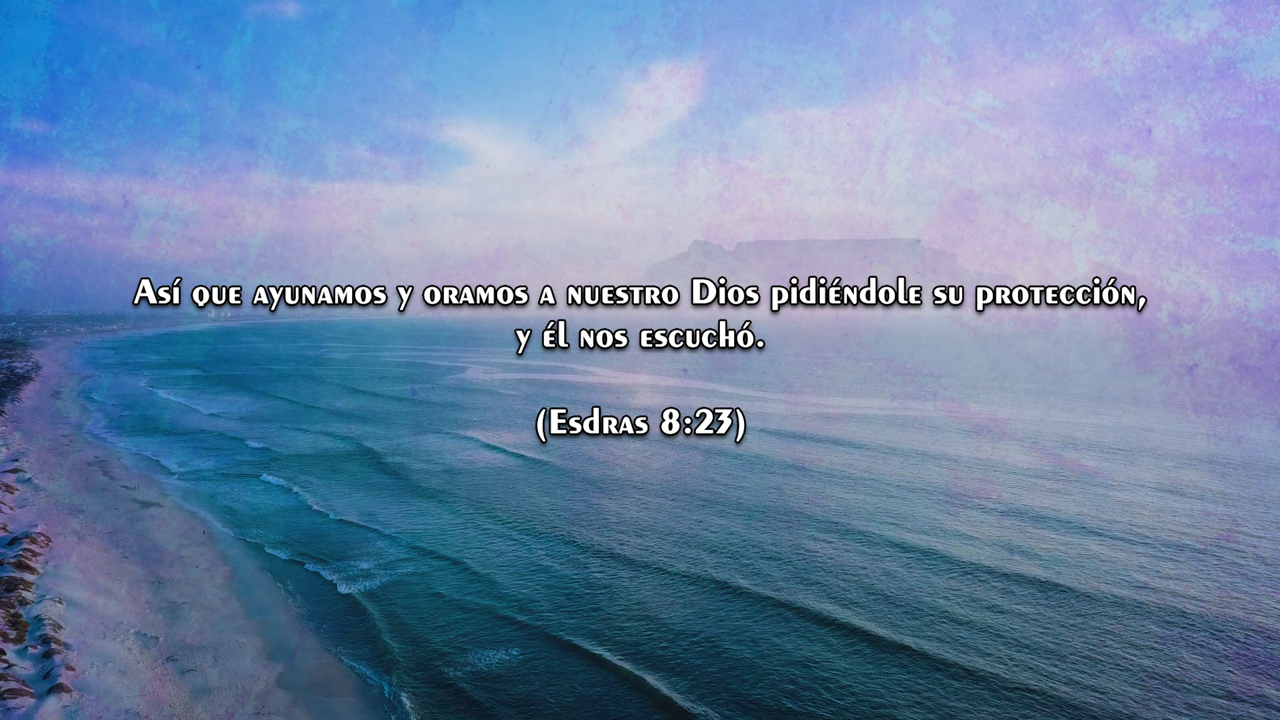 Así que ayunamos y oramos a nuestro Dios pidiéndole su protección,
y él nos escuchó.
(Esdras 8:23)